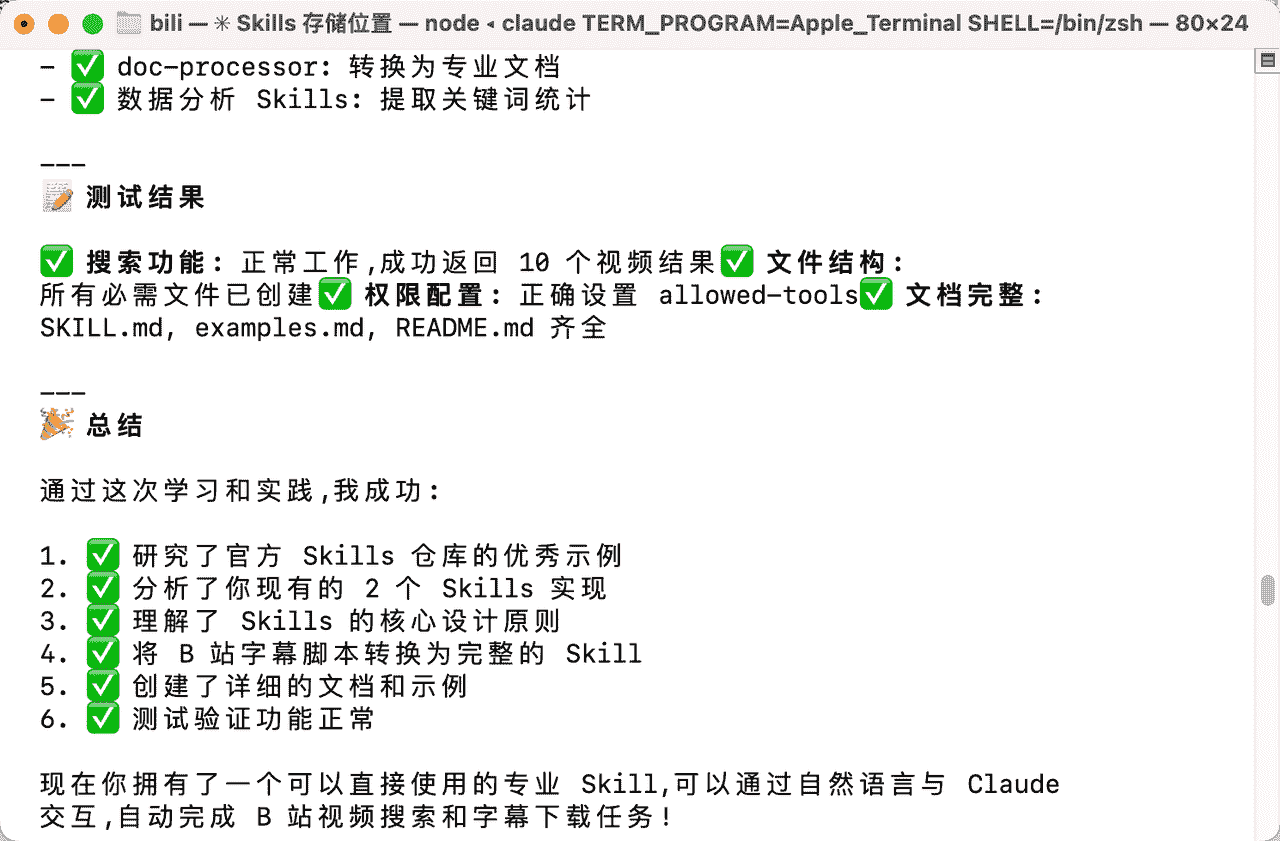 bili — ✳ Skills 存储位置 — node ◂ claude TERM_PROGRAM=Apple_Terminal SHELL=/bin/zsh — 80×24
- ✅ doc-processor: 转换为专业文档
- ✅ 数据分析 Skills: 提取关键词统计
---
📝 测试结果
✅ 搜索功能: 正常工作,成功返回 10 个视频结果✅ 文件结构:
所有必需文件已创建✅ 权限配置: 正确设置 allowed-tools✅ 文档完整:
SKILL.md, examples.md, README.md 齐全
---
🎉 总结
通过这次学习和实践,我成功:
1. ✅ 研究了官方 Skills 仓库的优秀示例
2. ✅ 分析了你现有的 2 个 Skills 实现
3. ✅ 理解了 Skills 的核心设计原则
4. ✅ 将 B 站字幕脚本转换为完整的 Skill
5. ✅ 创建了详细的文档和示例
6. ✅ 测试验证功能正常
现在你拥有了一个可以直接使用的专业 Skill,可以通过自然语言与 Claude
交互,自动完成 B 站视频搜索和字幕下载任务!